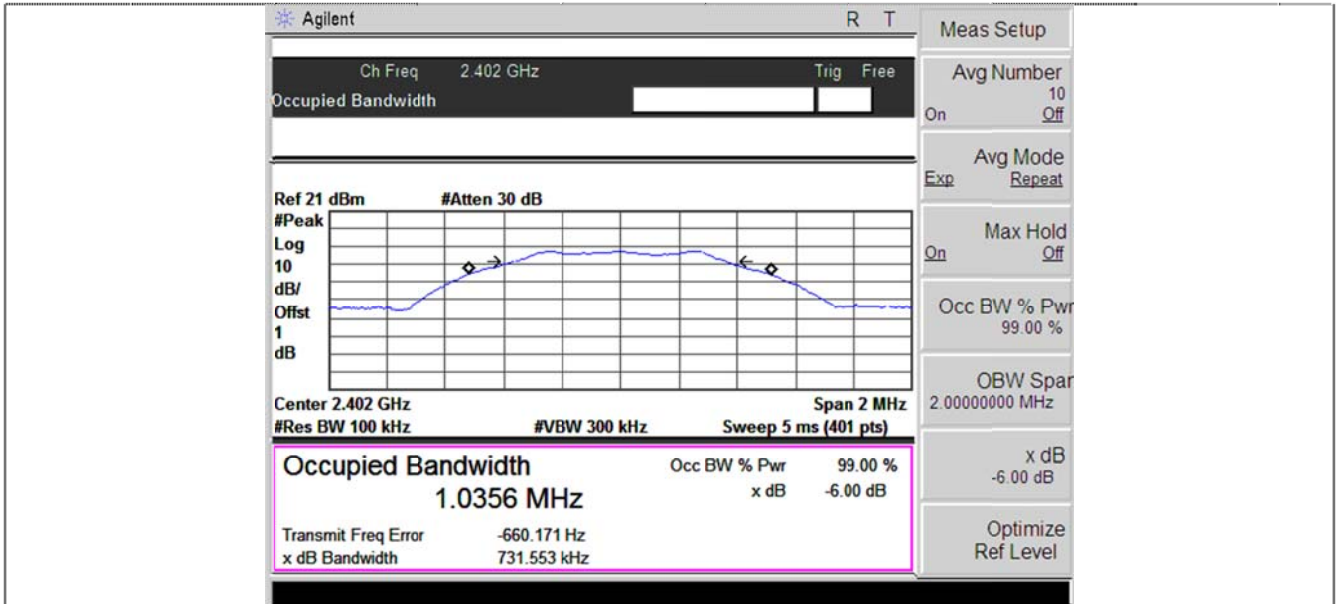 Agilent R T
Ch Freq 2.402 GHz Trig Free
Occupied Bandwidth
Ref 21 dBm #Atten 30 dB
#Peak
Log
10
dB/
Offst
1
dB
Center 2.402 GHz Span 2 MHz
#Res BW 100 kHz #VBW 300 kHz Sweep 5 ms (401 pts)
Occupied Bandwidth Occ BW % Pwr 99.00 %
1.0356 MHz x dB -6.00 dB
Transmit Freq Error -660.171 Hz
x dB Bandwidth 731.553 kHz
Meas Setup
Avg Number
10
On Off
Avg Mode
Exp Repeat
Max Hold
On Off
Occ BW % Pwr
99.00 %
OBW Span
2.00000000 MHz
x dB
-6.00 dB
Optimize
Ref Level